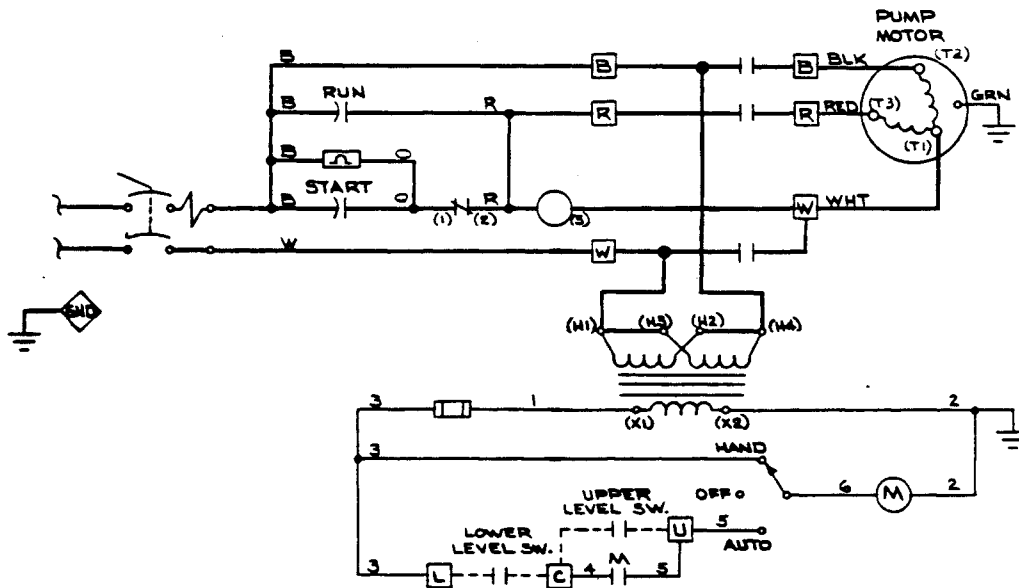 PUMP
MOTOR
B
B
B
BLK
(T2)
B
RUN
R
R
R
RED
(T3)
GRN
(T1)
B
O
START
B
O
(1)
(2)
R
(3)
W
WHT
W
W
GND
(H1)
(H3)
(H2)
(H4)
3
1
(X1)
(X2)
2
3
HAND
6
M
2
UPPER
LEVEL SW.
OFF
LOWER
LEVEL SW.
U
5
AUTO
3
L
C
4
M
5